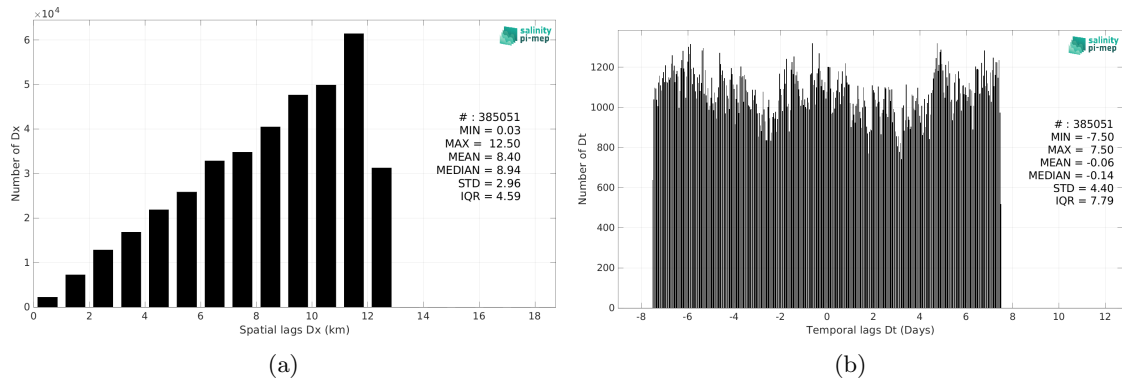 ×10⁴
salinity
pi-mep
6
5
4
3
2
1
0
Number of Dx
# : 385051
MIN = 0.03
MAX = 12.50
MEAN = 8.40
MEDIAN = 8.94
STD = 2.96
IQR = 4.59
0 2 4 6 8 10 12 14 16 18
Spatial lags Dx (km)
(a)
salinity
pi-mep
1200
1000
800
600
400
200
0
Number of Dt
# : 385051
MIN = -7.50
MAX = 7.50
MEAN = -0.06
MEDIAN = -0.14
STD = 4.40
IQR = 7.79
-8 -6 -4 -2 0 2 4 6 8 10 12
Temporal lags Dt (Days)
(b)